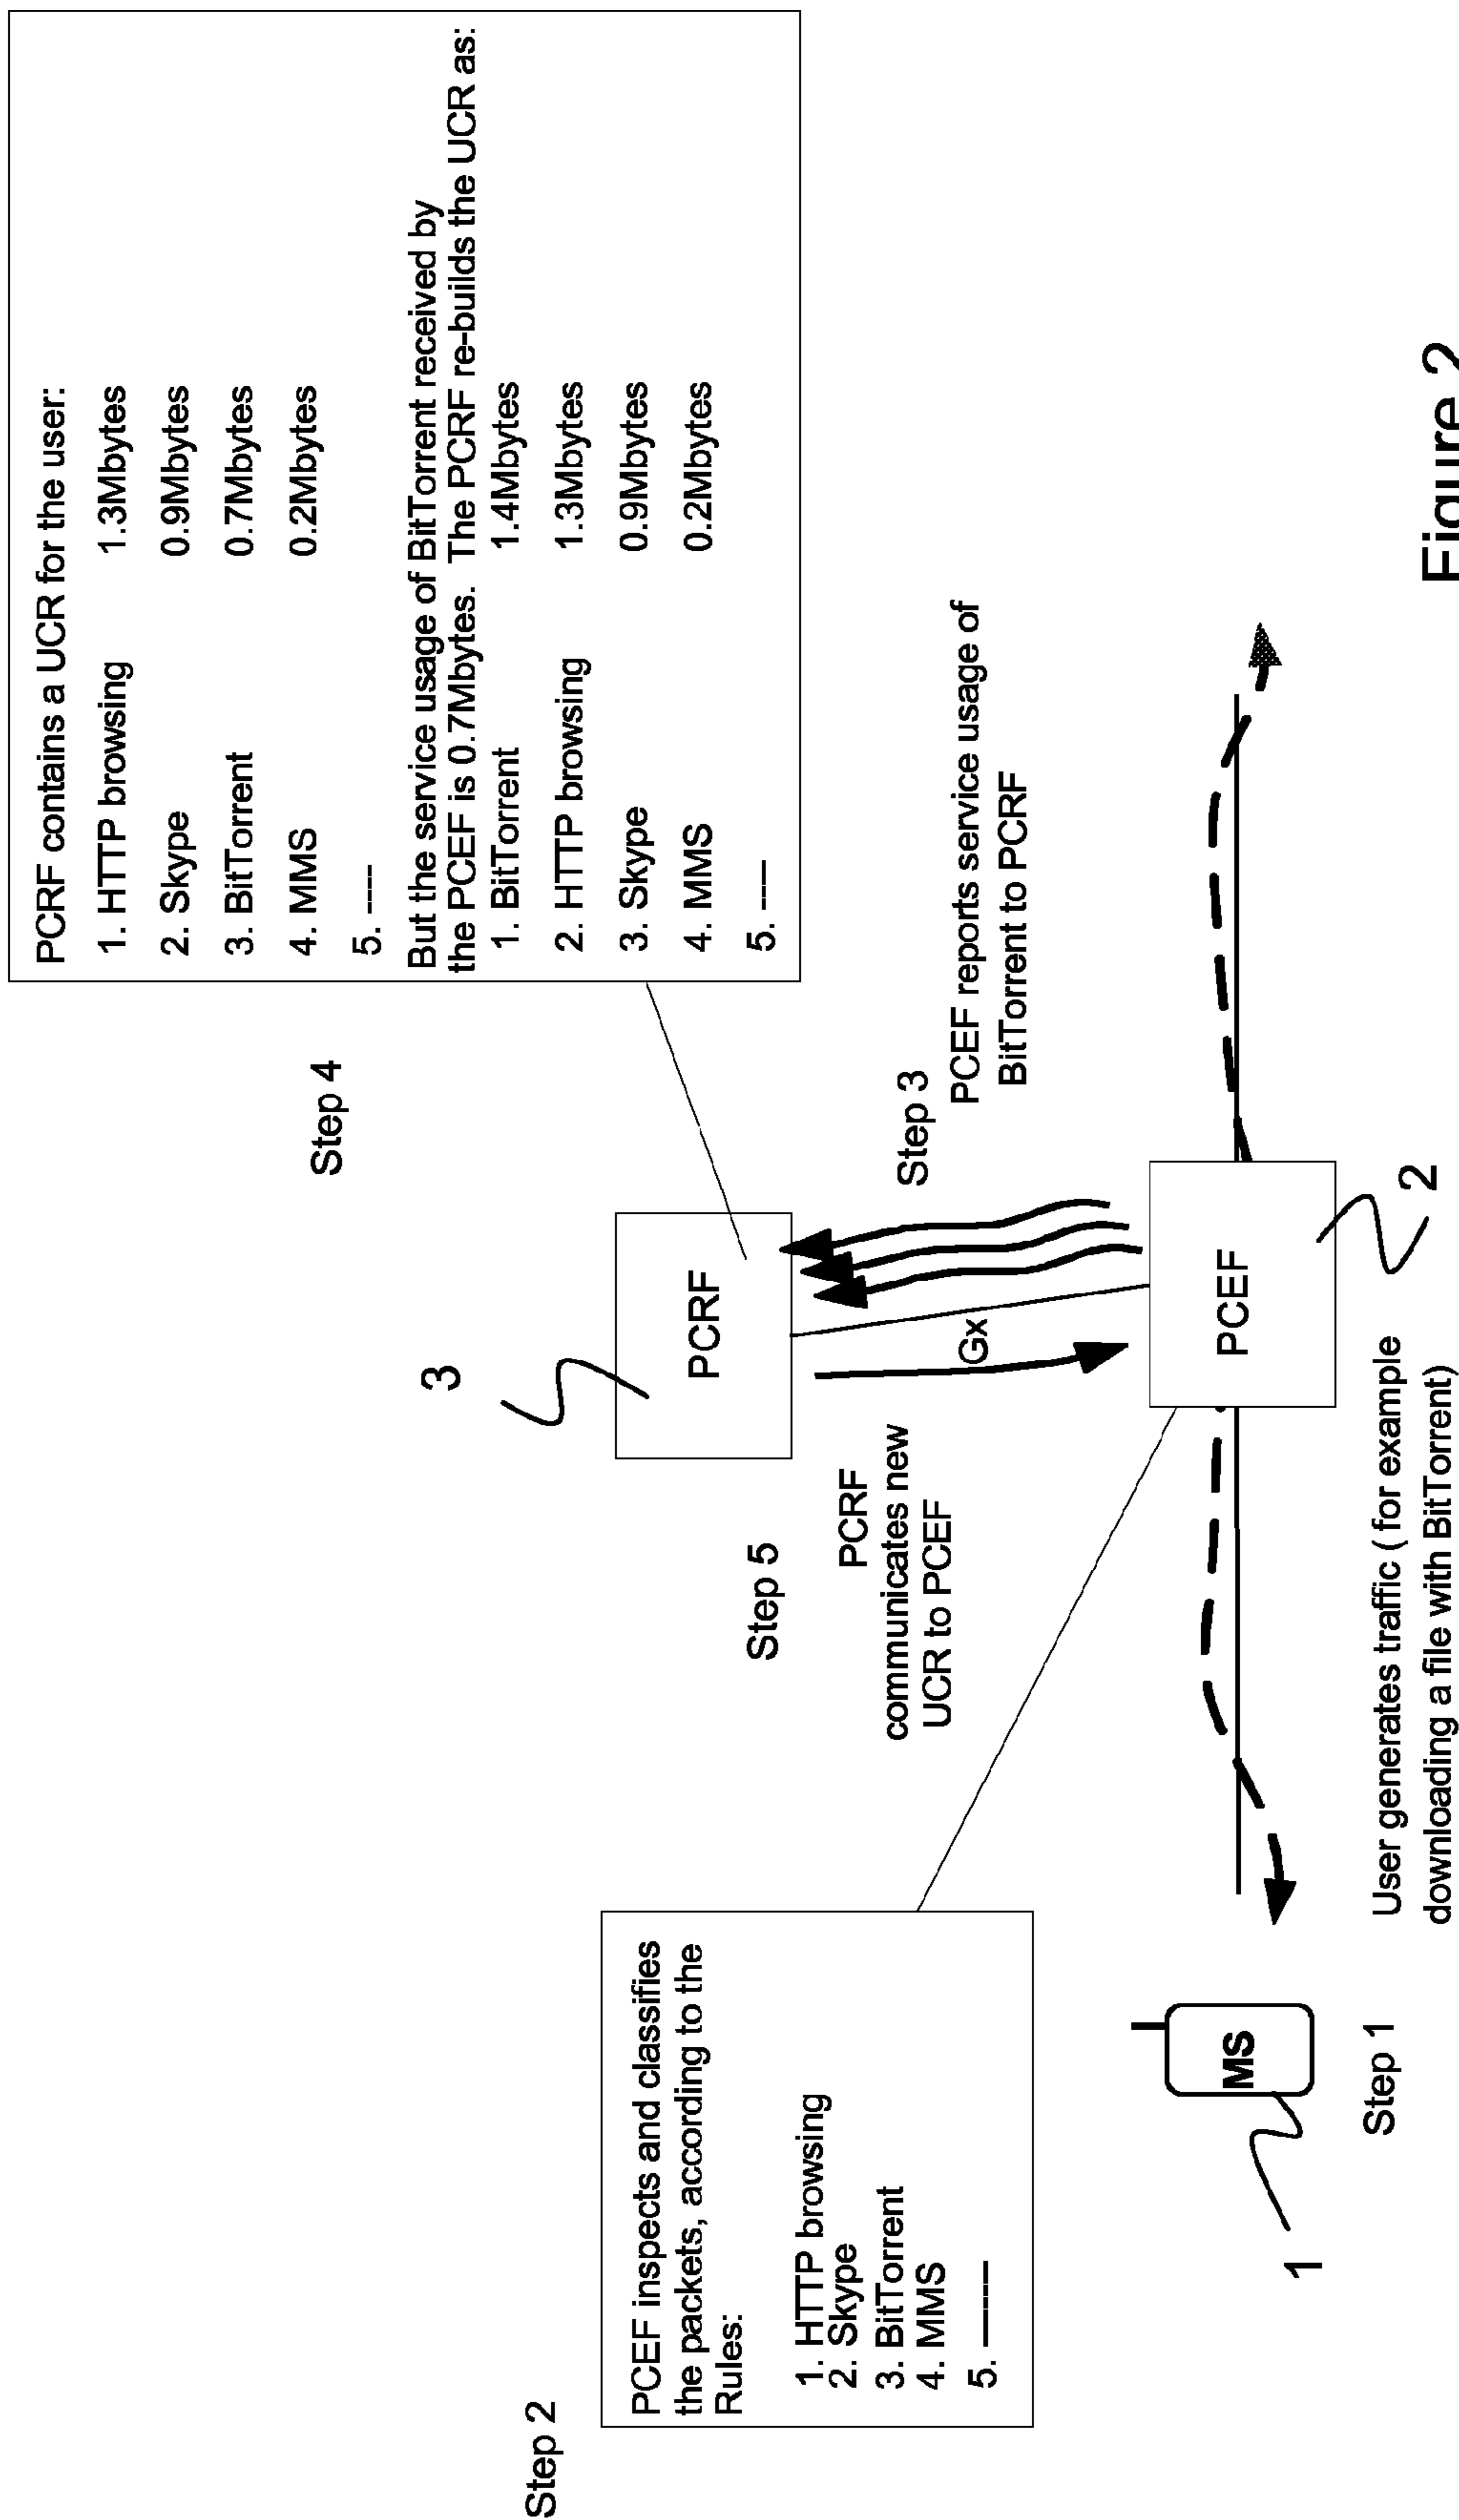 Step 2
PCEF inspects and classifies
the packets, according to the
Rules:
1. HTTP browsing
2. Skype
3. BitTorrent
4. MMS
5. ------
1
MS
Step 1
User generates traffic (for example
downloading a file with BitTorrent)
Step 5
PCRF
communicates new
UCR to PCEF
3
PCRF
Gx
PCEF
2
Step 3
PCEF reports service usage of
BitTorrent to PCRF
Step 4
PCRF contains a UCR for the user:
1. HTTP browsing 1.3Mbytes
2. Skype 0.9Mbytes
3. BitTorrent 0.7Mbytes
4. MMS 0.2Mbytes
5. ----
But the service usage of BitTorrent received by
the PCEF is 0.7Mbytes. The PCRF re-builds the UCR as:
1. BitTorrent 1.4Mbytes
2. HTTP browsing 1.3Mbytes
3. Skype 0.9Mbytes
4. MMS 0.2Mbytes
5. ----
Figure 2